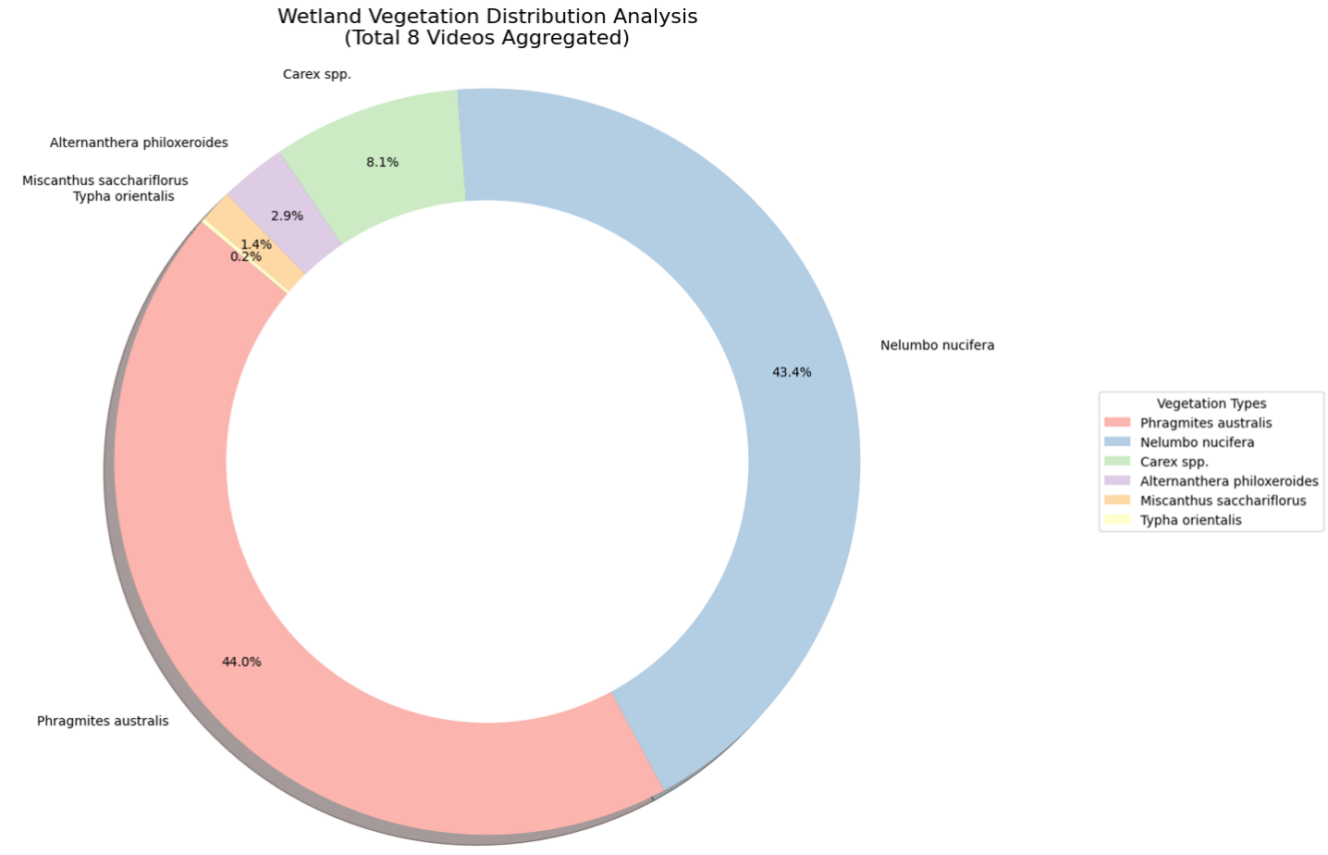 Wetland Vegetation Distribution Analysis
(Total 8 Videos Aggregated)
Carex spp.
8.1%
Alternanthera philoxeroides
2.9%
Miscanthus sacchariflorus
1.4%
Typha orientalis
0.2%
Nelumbo nucifera
43.4%
44.0%
Phragmites australis
Vegetation Types
Phragmites australis
Nelumbo nucifera
Carex spp.
Alternanthera philoxeroides
Miscanthus sacchariflorus
Typha orientalis